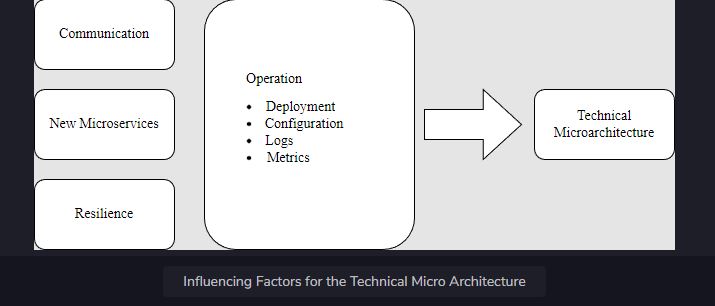 Communication
New Microservices
Resilience
Operation
• Deployment
• Configuration
• Logs
• Metrics
Technical
Microarchitecture
Influencing Factors for the Technical Micro Architecture